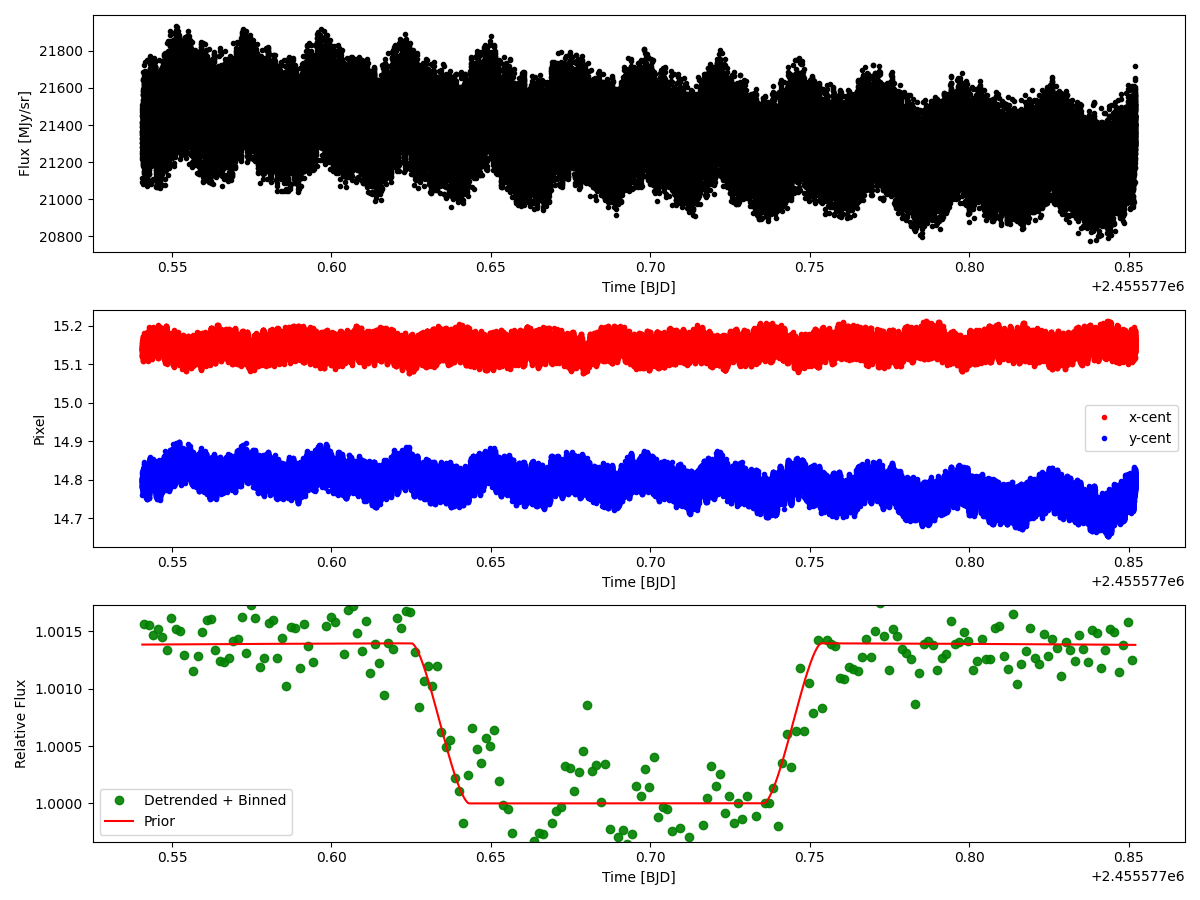 Flux [MJy/sr]
21800
21600
21400
21200
21000
20800
0.55 0.60 0.65 0.70 0.75 0.80 0.85
Time [BJD]
+2.455577e6
Pixel
15.2
15.1
15.0
14.9
14.8
14.7
x-cent
y-cent
0.55 0.60 0.65 0.70 0.75 0.80 0.85
Time [BJD]
+2.455577e6
Relative Flux
1.0015
1.0010
1.0005
1.0000
Detrended + Binned
Prior
0.55 0.60 0.65 0.70 0.75 0.80 0.85
Time [BJD]
+2.455577e6